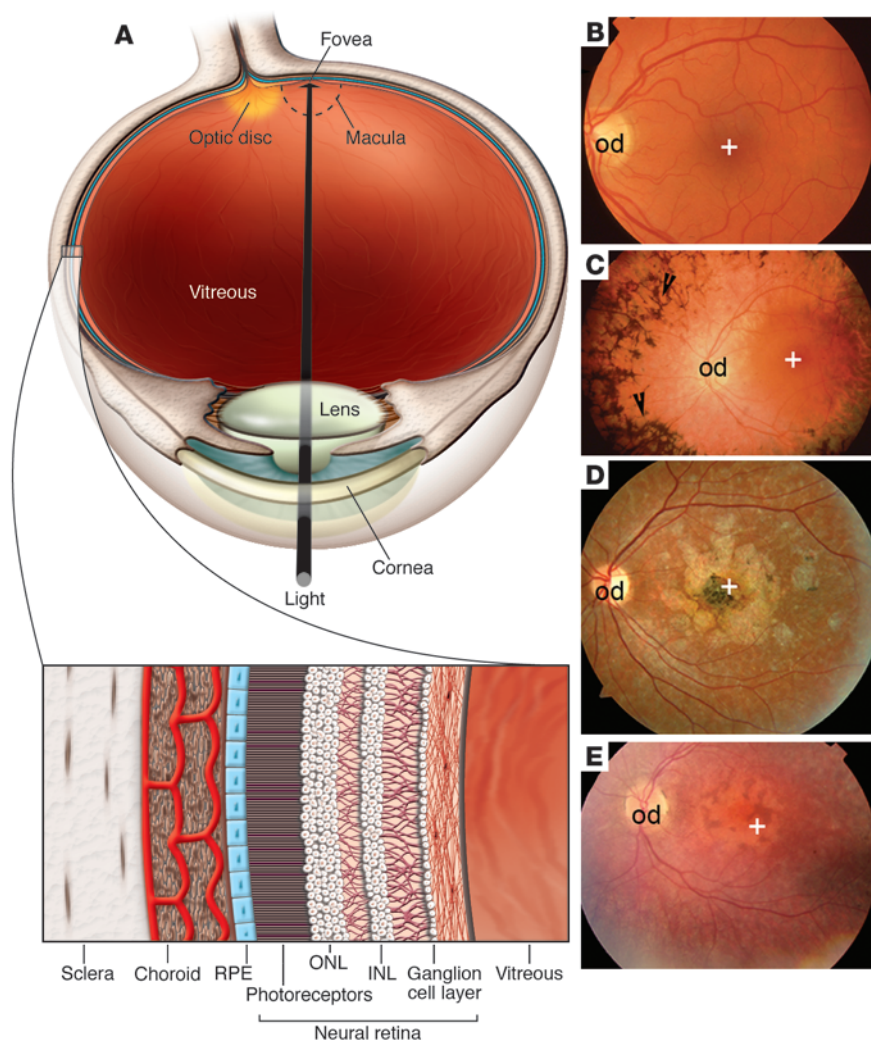 A
Fovea
Optic disc
Macula
Vitreous
Lens
Cornea
Light
Sclera
Choroid
RPE
Photoreceptors
ONL
INL
Ganglion
cell layer
Vitreous
Neural retina
B
od
+
C
od
+
D
od
+
E
od
+